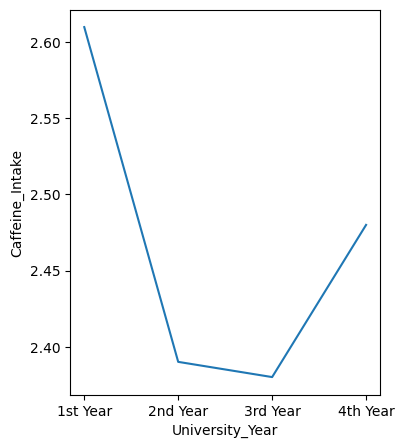 2.60
2.55
2.50
2.45
2.40
Caffeine_Intake
1st Year 2nd Year 3rd Year 4th Year
University_Year